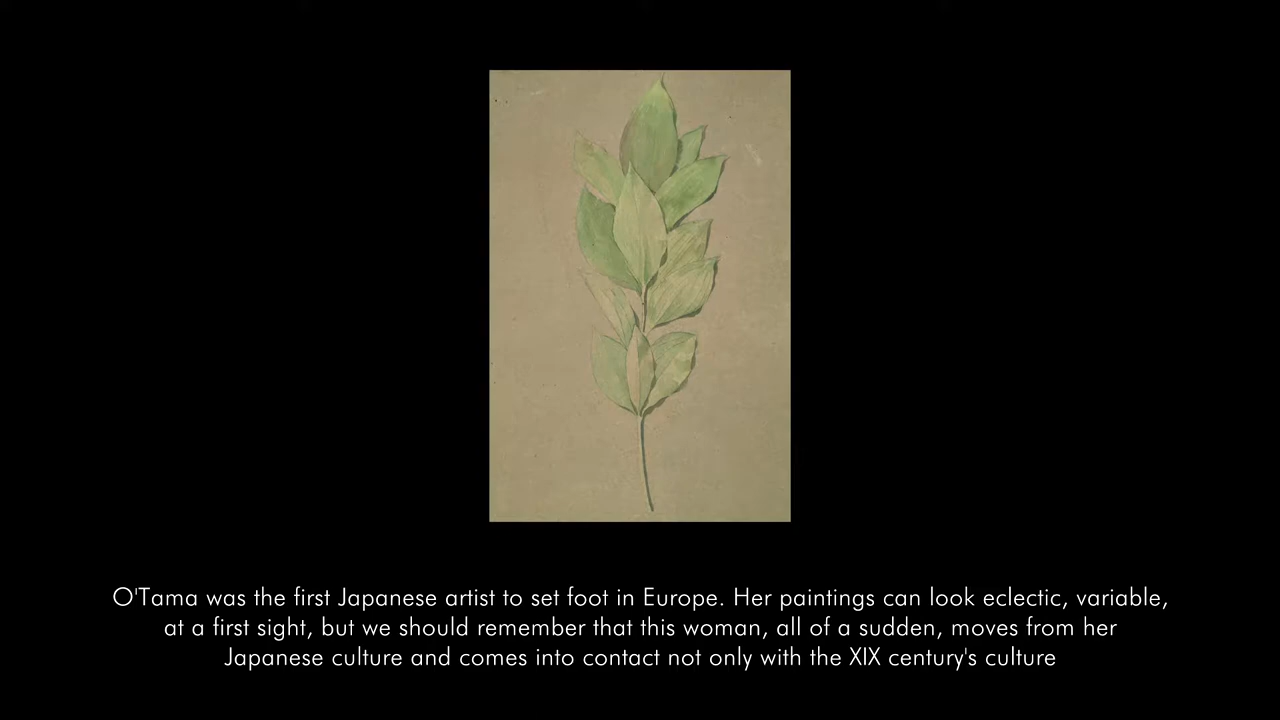 O'Tama was the first Japanese artist to set foot in Europe. Her paintings can look eclectic, variable,
at a first sight, but we should remember that this woman, all of a sudden, moves from her
Japanese culture and comes into contact not only with the XIX century's culture